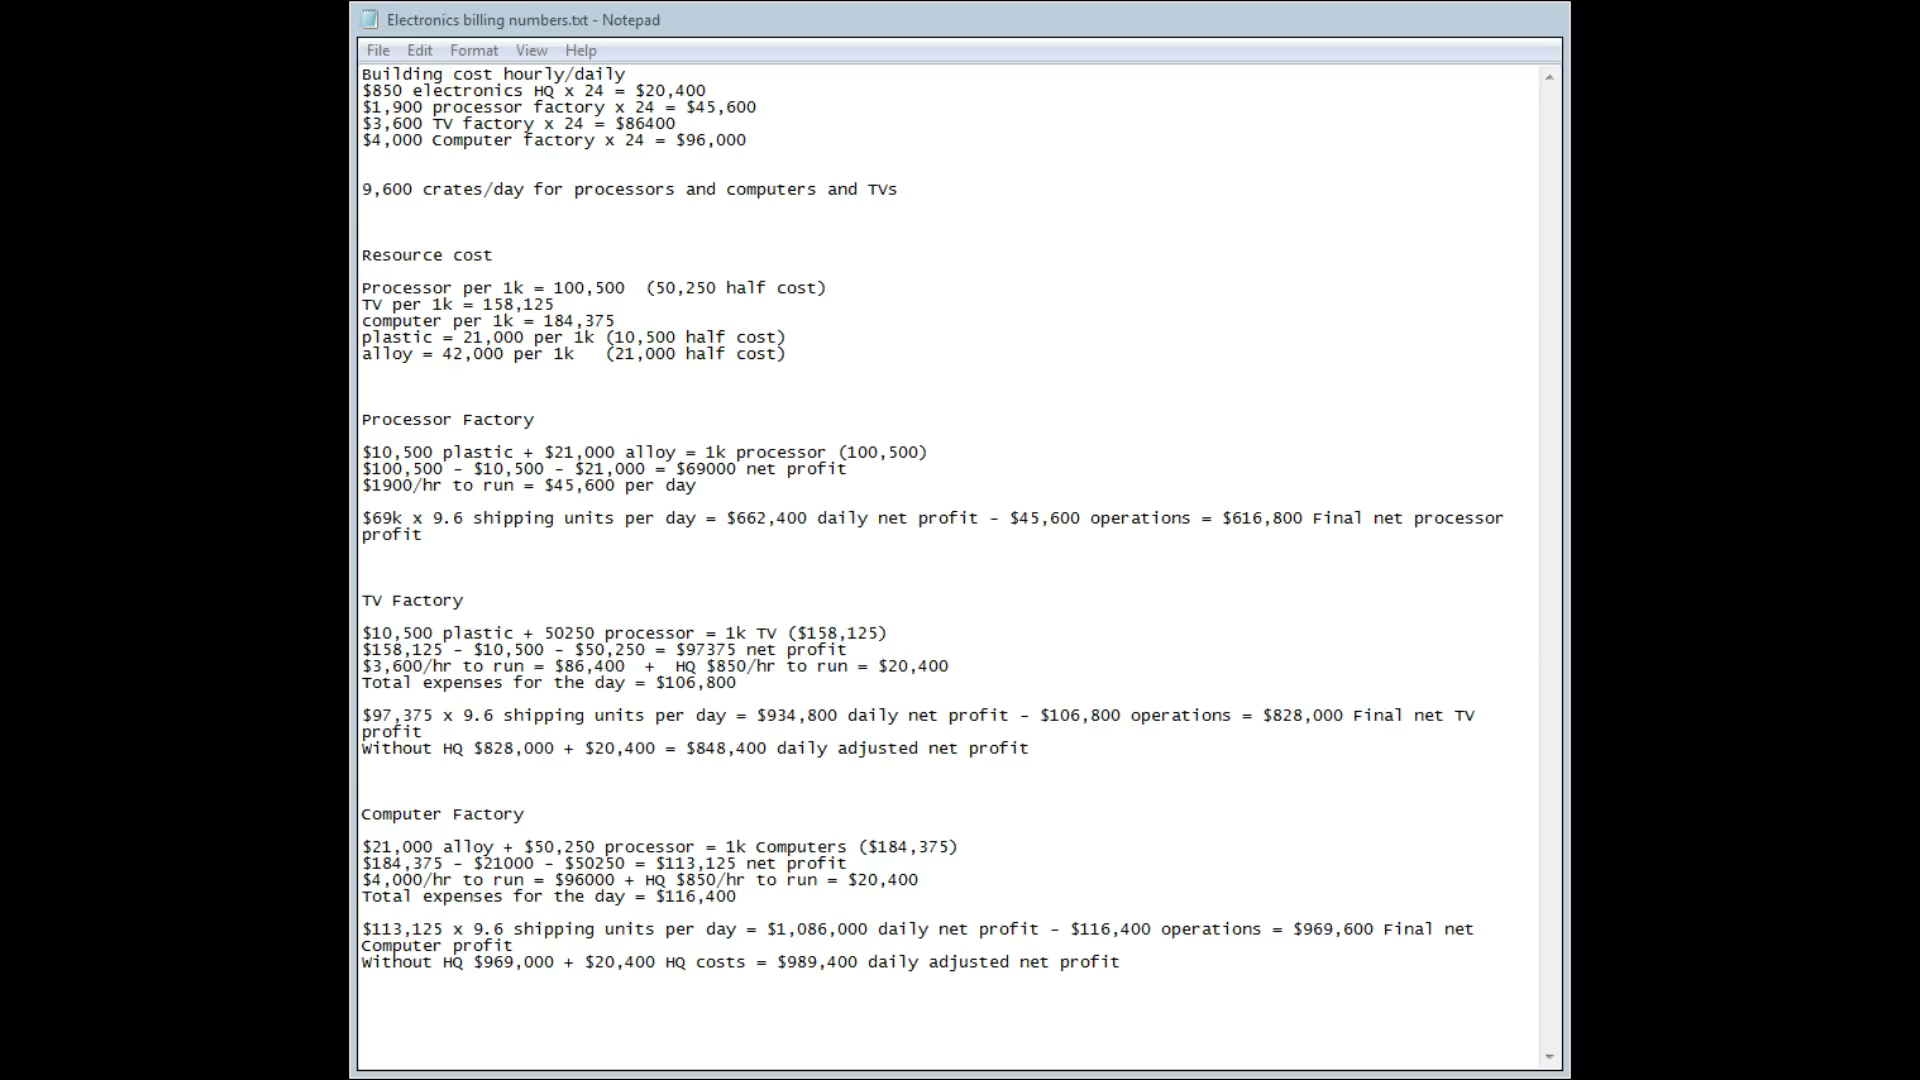 Electronics billing numbers.txt - Notepad
File Edit Format View Help
Building cost hourly/daily
$850 electronics HQ x 24 = $20,400
$1,900 processor factory x 24 = $45,600
$3,600 TV factory x 24 = $86400
$4,000 Computer factory x 24 = $96,000
9,600 crates/day for processors and computers and TVs
Resource cost
Processor per 1k = 100,500 (50,250 half cost)
TV per 1k = 158,125
computer per 1k = 184,375
plastic = 21,000 per 1k (10,500 half cost)
alloy = 42,000 per 1k (21,000 half cost)
Processor Factory
$10,500 plastic + $21,000 alloy = 1k processor (100,500)
$100,500 - $10,500 - $21,000 = $69000 net profit
$1900/hr to run = $45,600 per day
$69k x 9.6 shipping units per day = $662,400 daily net profit - $45,600 operations = $616,800 Final net processor
profit
TV Factory
$10,500 plastic + 50250 processor = 1k TV ($158,125)
$158,125 - $10,500 - $50,250 = $97375 net profit
$3,600/hr to run = $86,400 + HQ $850/hr to run = $20,400
Total expenses for the day = $106,800
$97,375 x 9.6 shipping units per day = $934,800 daily net profit - $106,800 operations = $828,000 Final net TV
profit
Without HQ $828,000 + $20,400 = $848,400 daily adjusted net profit
Computer Factory
$21,000 alloy + $50,250 processor = 1k Computers ($184,375)
$184,375 - $21000 - $50250 = $113,125 net profit
$4,000/hr to run = $96000 + HQ $850/hr to run = $20,400
Total expenses for the day = $116,400
$113,125 x 9.6 shipping units per day = $1,086,000 daily net profit - $116,400 operations = $969,600 Final net
Computer profit
Without HQ $969,000 + $20,400 HQ costs = $989,400 daily adjusted net profit